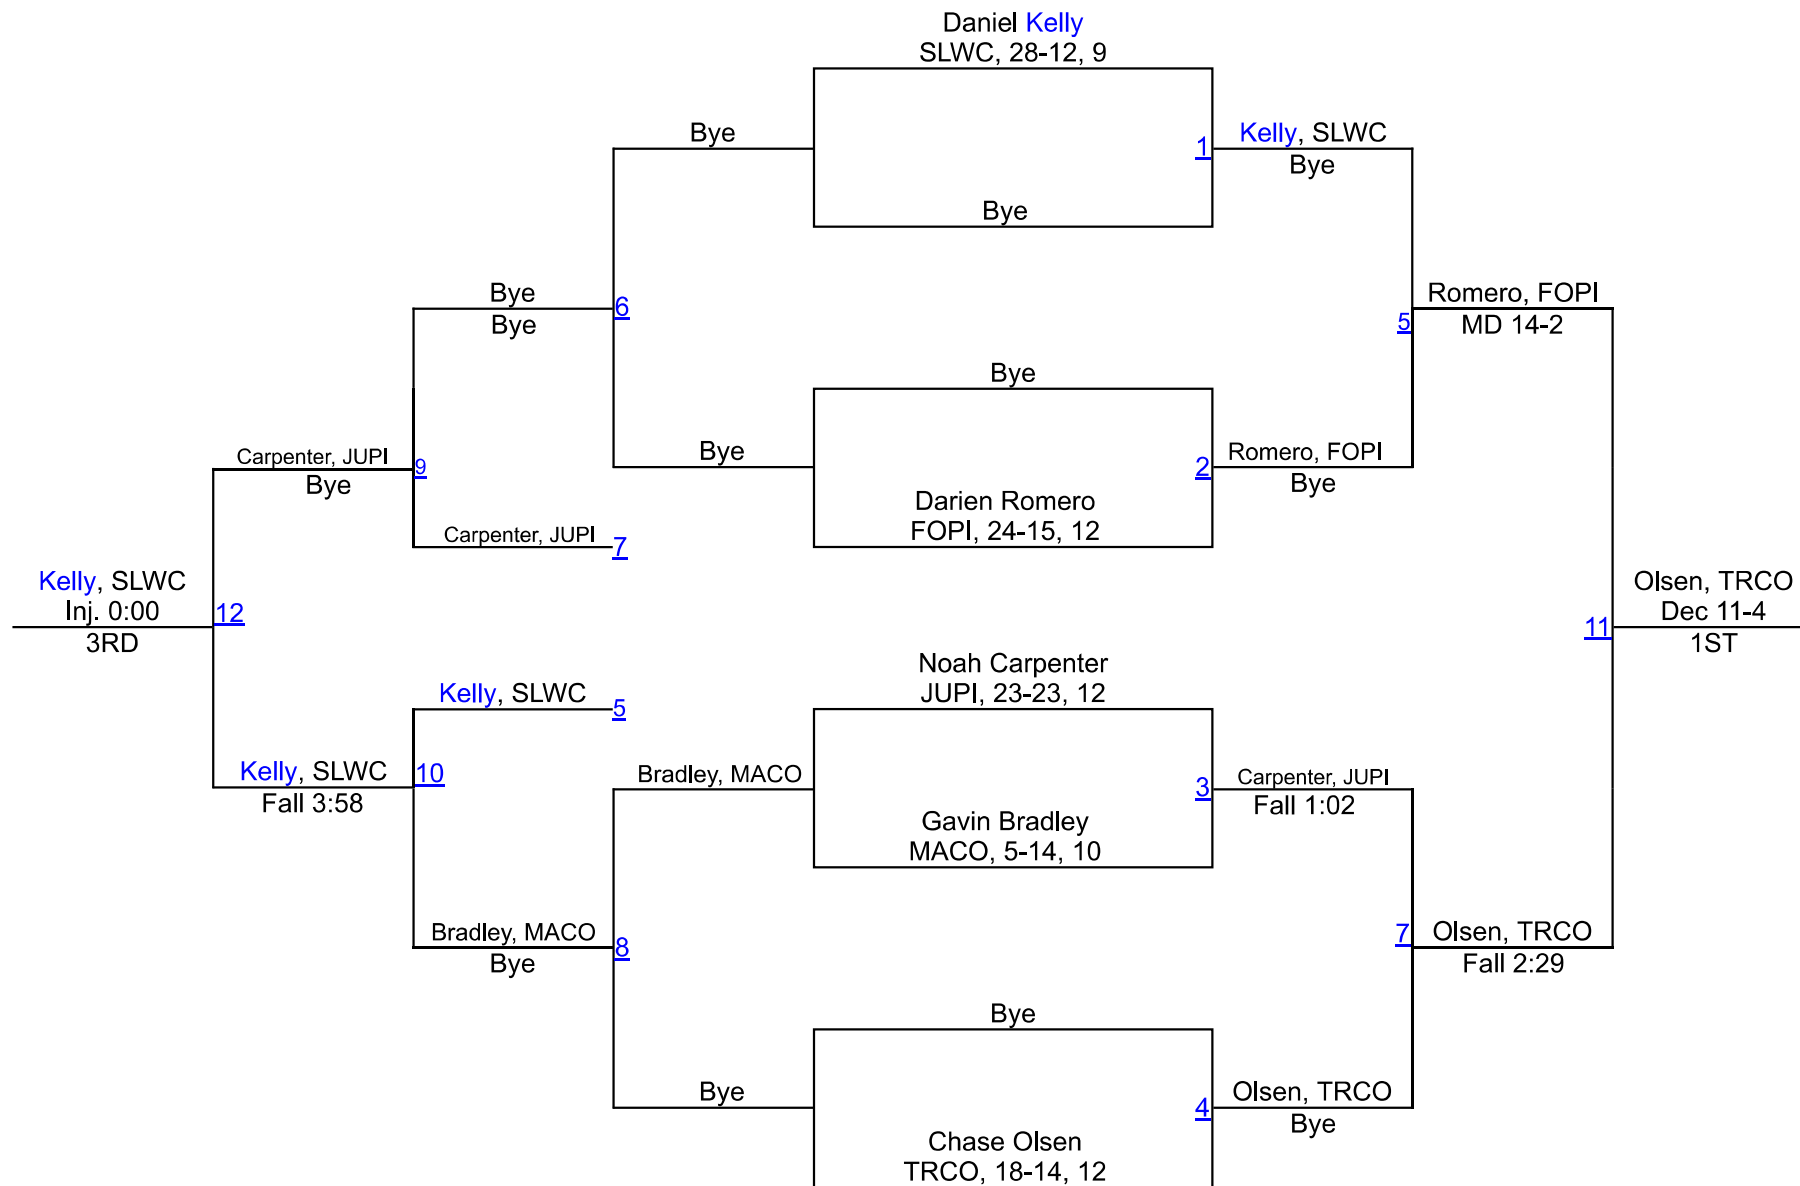 Daniel Kelly
SLWC, 28-12, 9
Bye
1
Kelly, SLWC
Bye
Bye
Bye
Bye
6
5
Romero, FOPI
MD 14-2
Bye
Carpenter, JUPI
Bye
9
Bye
2
Romero, FOPI
Bye
Darien Romero
FOPI, 24-15, 12
Carpenter, JUPI
7
Kelly, SLWC
Inj. 0:00
3RD
12
11
Olsen, TRCO
Dec 11-4
1ST
Noah Carpenter
JUPI, 23-23, 12
Kelly, SLWC
5
Kelly, SLWC
Fall 3:58
10
Bradley, MACO
3
Carpenter, JUPI
Fall 1:02
Gavin Bradley
MACO, 5-14, 10
Bradley, MACO
Bye
8
7
Olsen, TRCO
Fall 2:29
Bye
Bye
4
Olsen, TRCO
Bye
Chase Olsen
TRCO, 18-14, 12